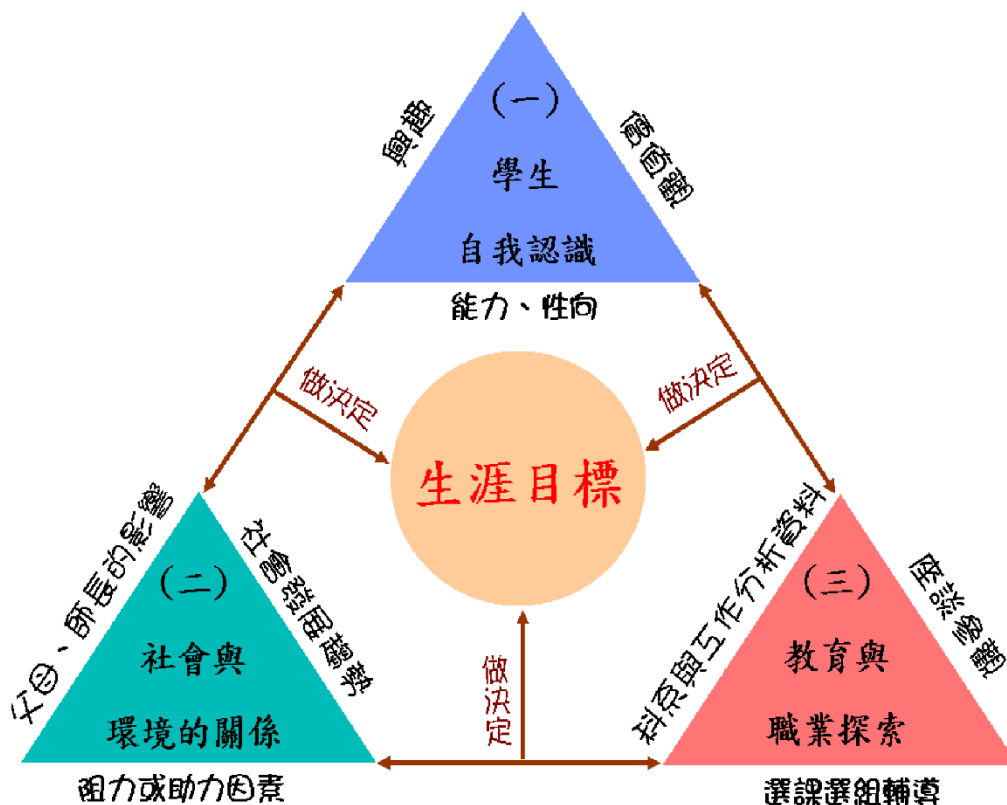 (一)
學生
自我認識
興趣
價值觀
能力、性向
做決定
做決定
生涯目標
做決定
父母、師長的影響
社會發展趨勢
(二)
社會與
環境的關係
阻力或助力因素
科系與工作分析資料
座談參觀
(三)
教育與
職業探索
選課選組輔導